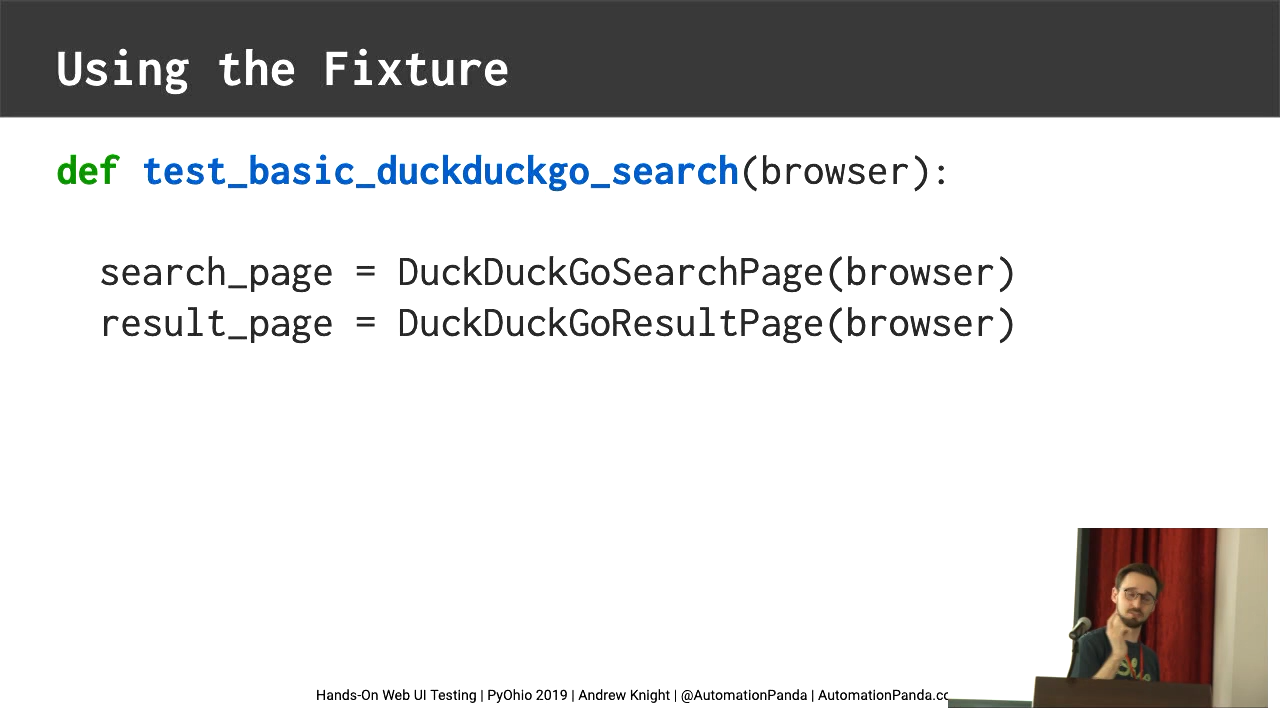 Using the Fixture
def test_basic_duckduckgo_search(browser):
search_page = DuckDuckGoSearchPage(browser)
result_page = DuckDuckGoResultPage(browser)
Hands-On Web UI Testing | PyOhio 2019 | Andrew Knight | @AutomationPanda | AutomationPanda.cc